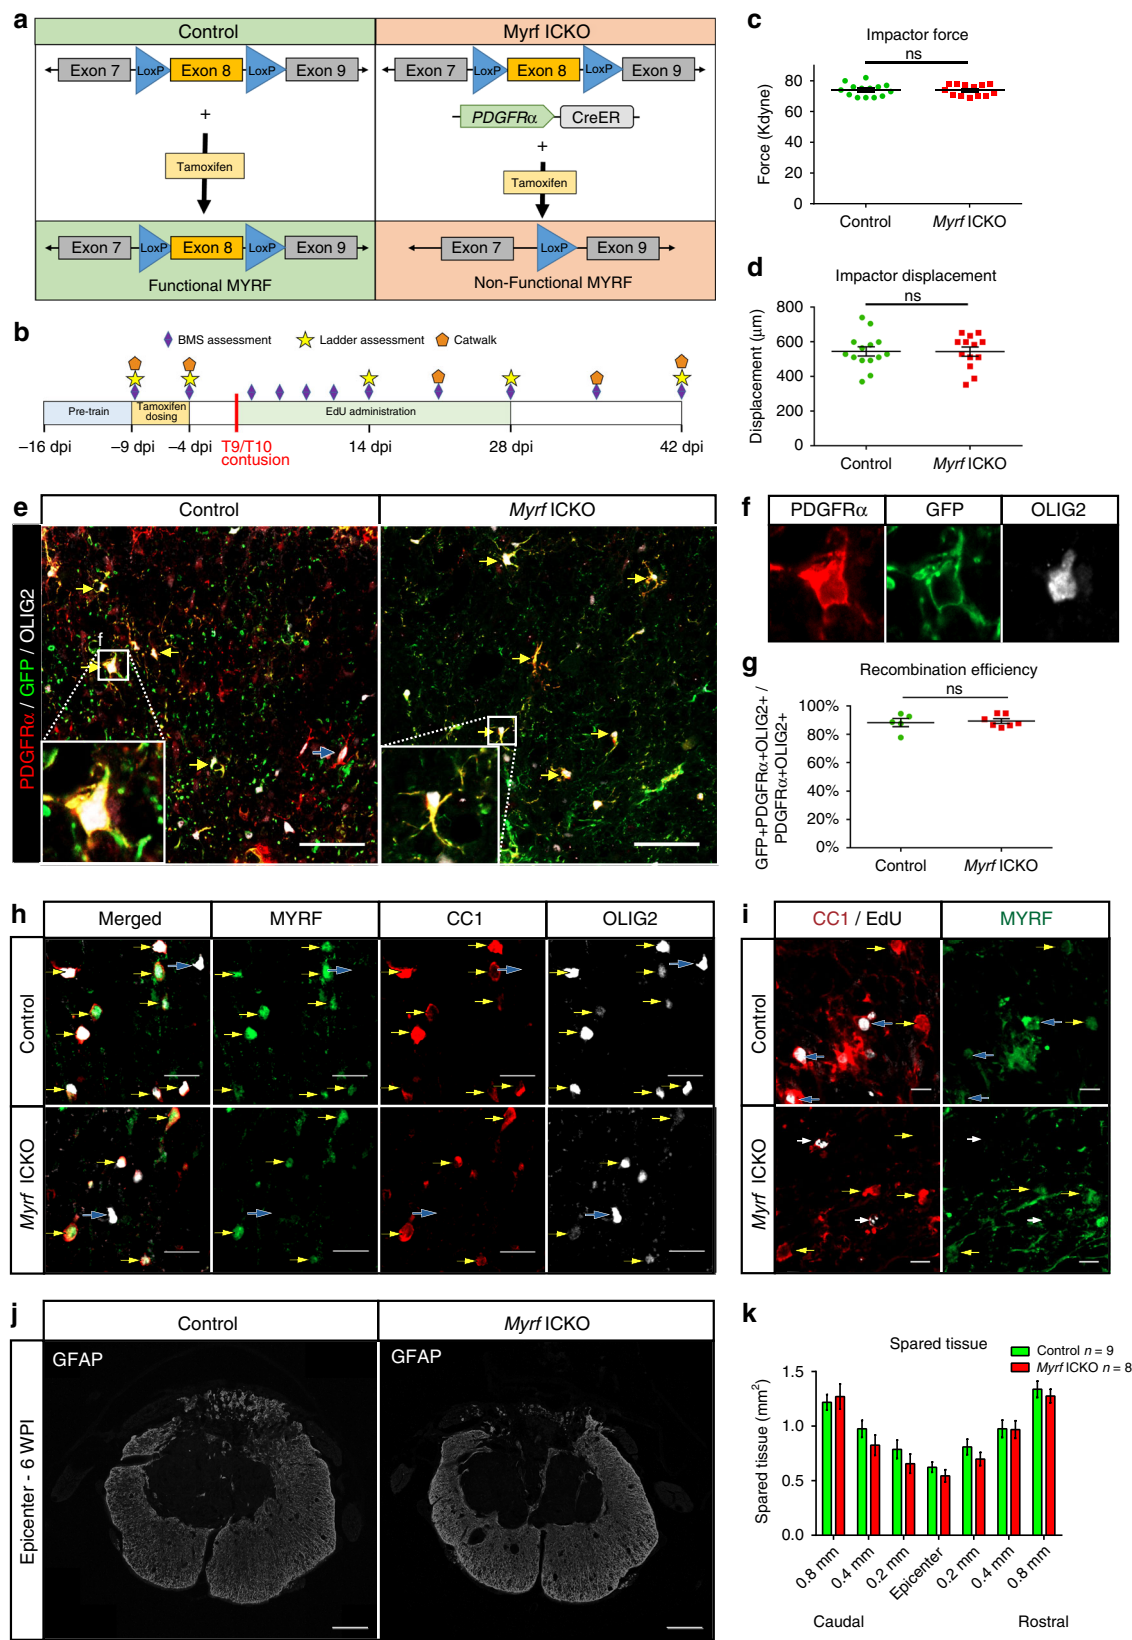 a
Control
Myrf ICKO
Exon 7 LoxP Exon 8 LoxP Exon 9
Exon 7 LoxP Exon 8 LoxP Exon 9
PDGFRα CreER
+
+
Tamoxifen
Tamoxifen
Exon 7 LoxP Exon 8 LoxP Exon 9
Exon 7 LoxP Exon 9
Functional MYRF
Non-Functional MYRF
b
BMS assessment Ladder assessment Catwalk
Pre-train
Tamoxifen dosing
EdU administration
–16 dpi –9 dpi –4 dpi T9/T10 contusion 14 dpi 28 dpi 42 dpi
c
Impactor force
ns
Force (Kdyne)
80
60
40
20
0
Control Myrf ICKO
d
Impactor displacement
ns
Displacement (μm)
800
600
400
200
0
Control Myrf ICKO
e
Control Myrf ICKO
PDGFRα / GFP / OLIG2
f
f
PDGFRα GFP OLIG2
g
Recombination efficiency
ns
GFP+PDGFRα+OLIG2+ /
PDGFRα+OLIG2+
100%
80%
60%
40%
20%
0%
Control Myrf ICKO
h
Merged MYRF CC1 OLIG2
Control
Myrf ICKO
i
CC1 / EdU MYRF
Control
Myrf ICKO
j
Control Myrf ICKO
GFAP GFAP
Epicenter - 6 WPI
k
Spared tissue
Control n = 9
Myrf ICKO n = 8
Spared tissue (mm²)
1.5
1.0
0.5
0.0
0.8 mm 0.4 mm 0.2 mm Epicenter 0.2 mm 0.4 mm 0.8 mm
Caudal Rostral